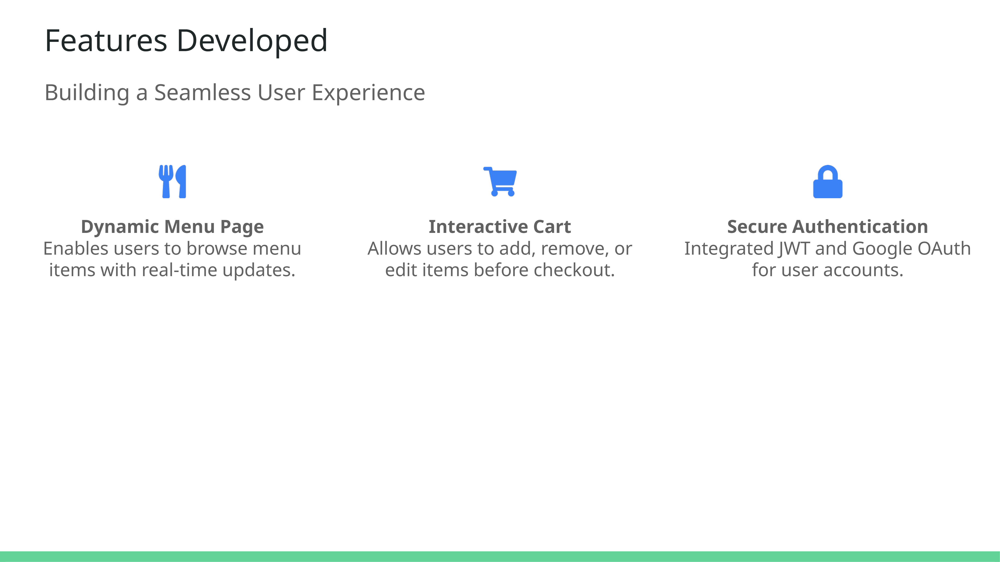 Features Developed
Building a Seamless User Experience
Dynamic Menu Page
Enables users to browse menu
items with real-time updates.
Interactive Cart
Allows users to add, remove, or
edit items before checkout.
Secure Authentication
Integrated JWT and Google OAuth
for user accounts.